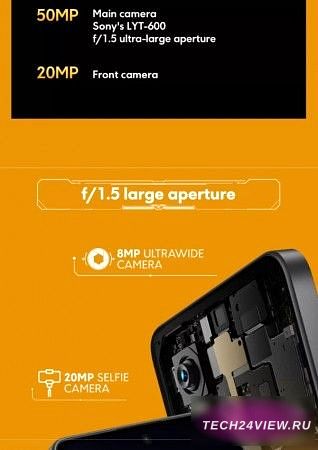 50MP Main camera
Sony's LYT-600
f/1.5 ultra-large aperture
20MP Front camera
f/1.5 large aperture
8MP ULTRAWIDE
CAMERA
20MP SELFIE
CAMERA
TECH24VIEW.RU